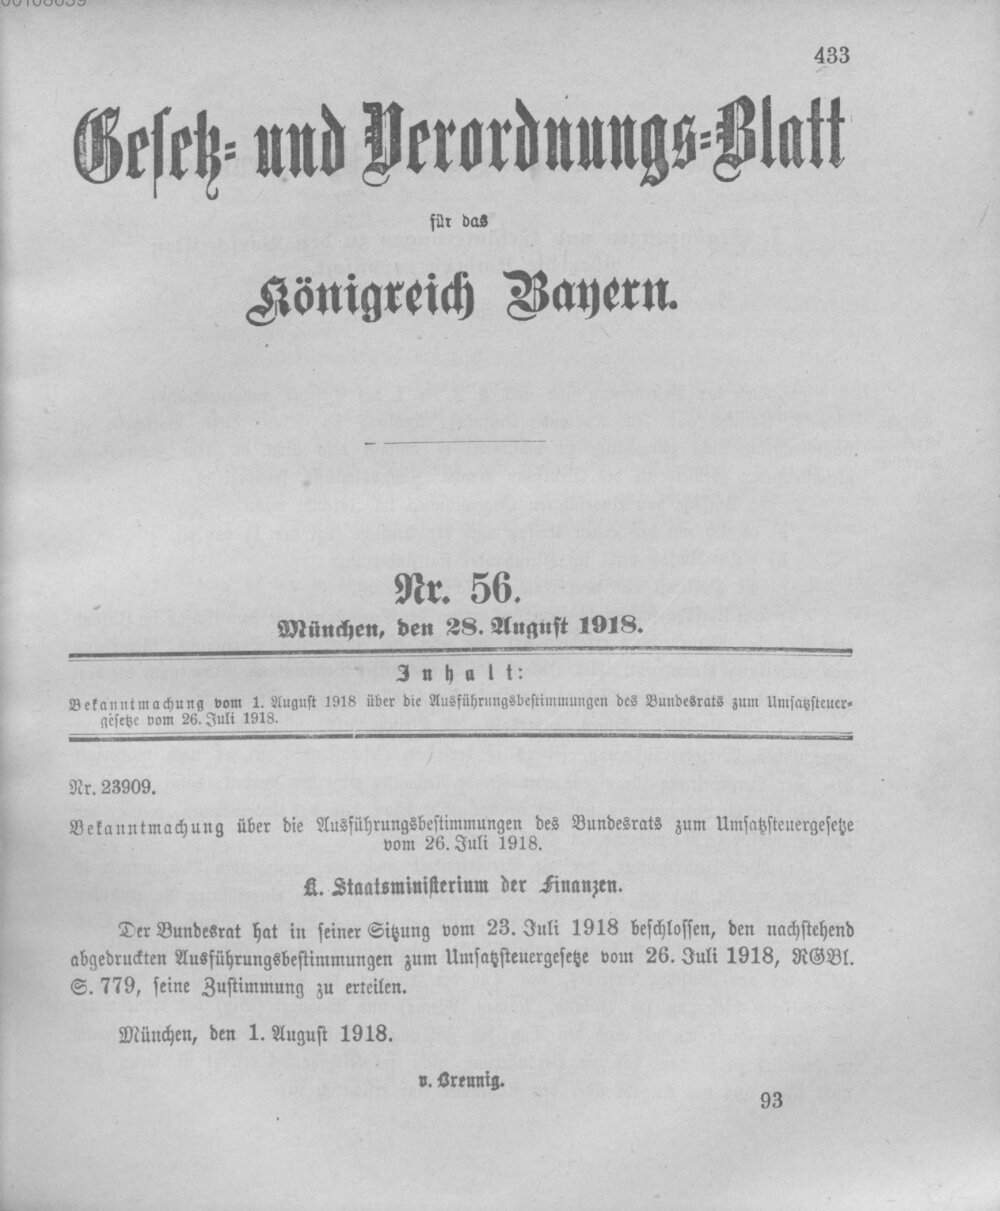 00108659
433
Gesetz- und Verordnungs-Blatt
für das
Königreich Bayern.
Nr. 56.
München, den 28. August 1918.
Inhalt:
Bekanntmachung vom 1. August 1918 über die Ausführungsbestimmungen des Bundesrats zum Umsatzsteuer-
gesetze vom 26. Juli 1918.
Nr. 23909.
Bekanntmachung über die Ausführungsbestimmungen des Bundesrats zum Umsatzsteuergesetze
vom 26. Juli 1918.
K. Staatsministerium der Finanzen.
Der Bundesrat hat in seiner Sitzung vom 23. Juli 1918 beschlossen, den nachstehend
abgedruckten Ausführungsbestimmungen zum Umsatzsteuergesetze vom 26. Juli 1918, RGBl.
S. 779, seine Zustimmung zu erteilen.
München, den 1. August 1918.
v. Breunig.
93